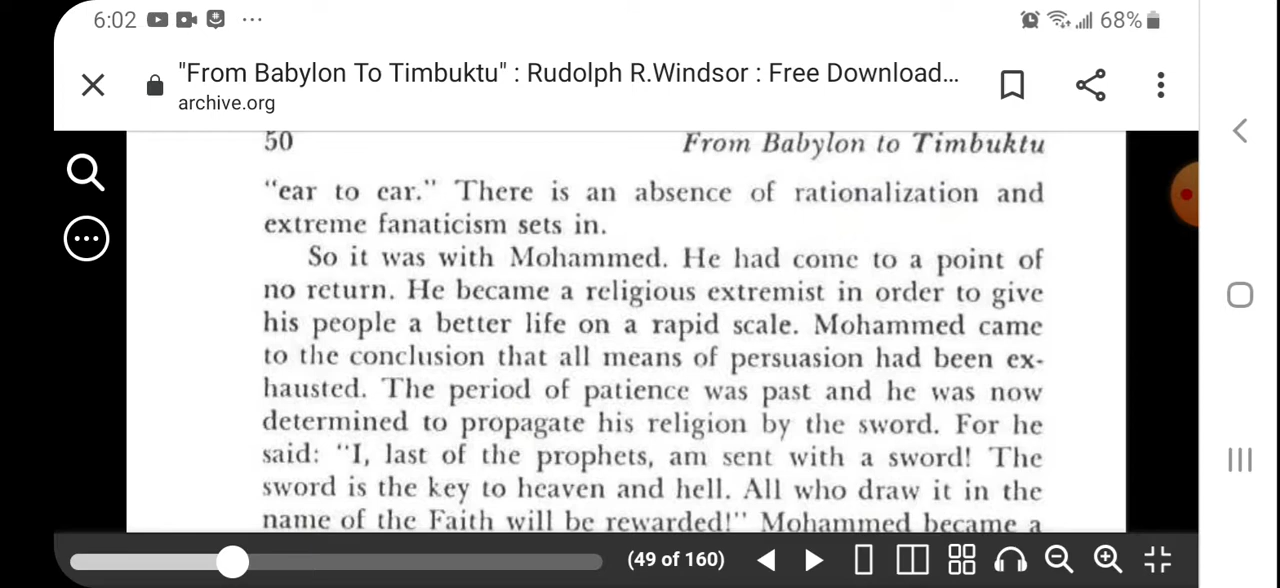 6:02 ... 68%
"From Babylon To Timbuktu" : Rudolph R.Windsor : Free Download...
archive.org
50 From Babylon to Timbuktu
"ear to ear." There is an absence of rationalization and
extreme fanaticism sets in.
So it was with Mohammed. He had come to a point of
no return. He became a religious extremist in order to give
his people a better life on a rapid scale. Mohammed came
to the conclusion that all means of persuasion had been ex-
hausted. The period of patience was past and he was now
determined to propagate his religion by the sword. For he
said: "I, last of the prophets, am sent with a sword! The
sword is the key to heaven and hell. All who draw it in the
name of the Faith will be rewarded!" Mohammed became a
(49 of 160)